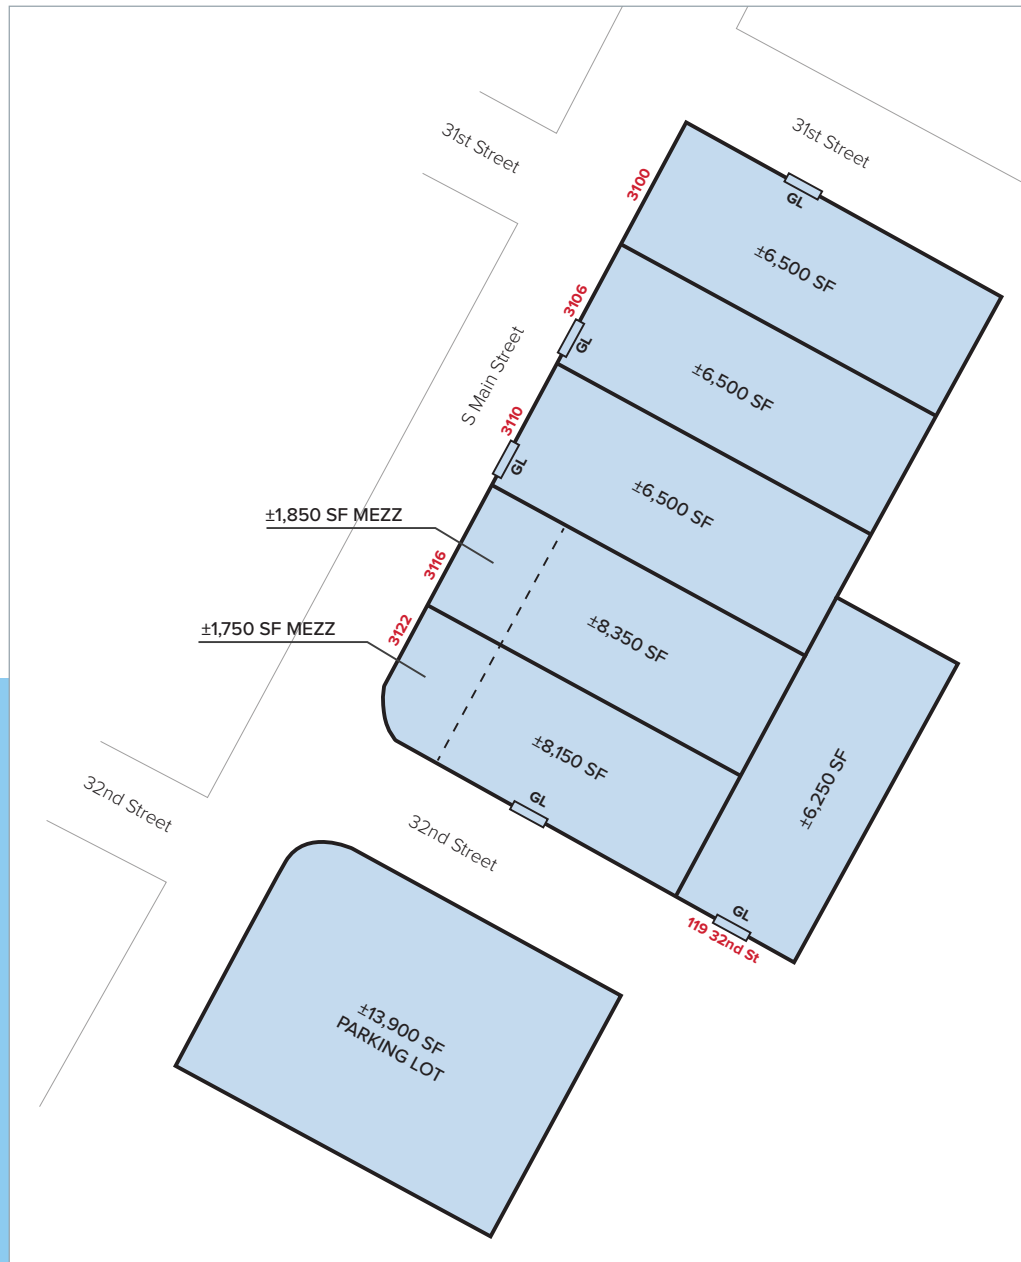 31st Street
31st Street
3100
GL
±6,500 SF
3106
GL
±6,500 SF
S Main Street
3110
GL
±6,500 SF
±1,850 SF MEZZ
3116
±8,350 SF
±1,750 SF MEZZ
3122
±8,150 SF
GL
±6,250 SF
32nd Street
32nd Street
GL
119 32nd St
±13,900 SF
PARKING LOT